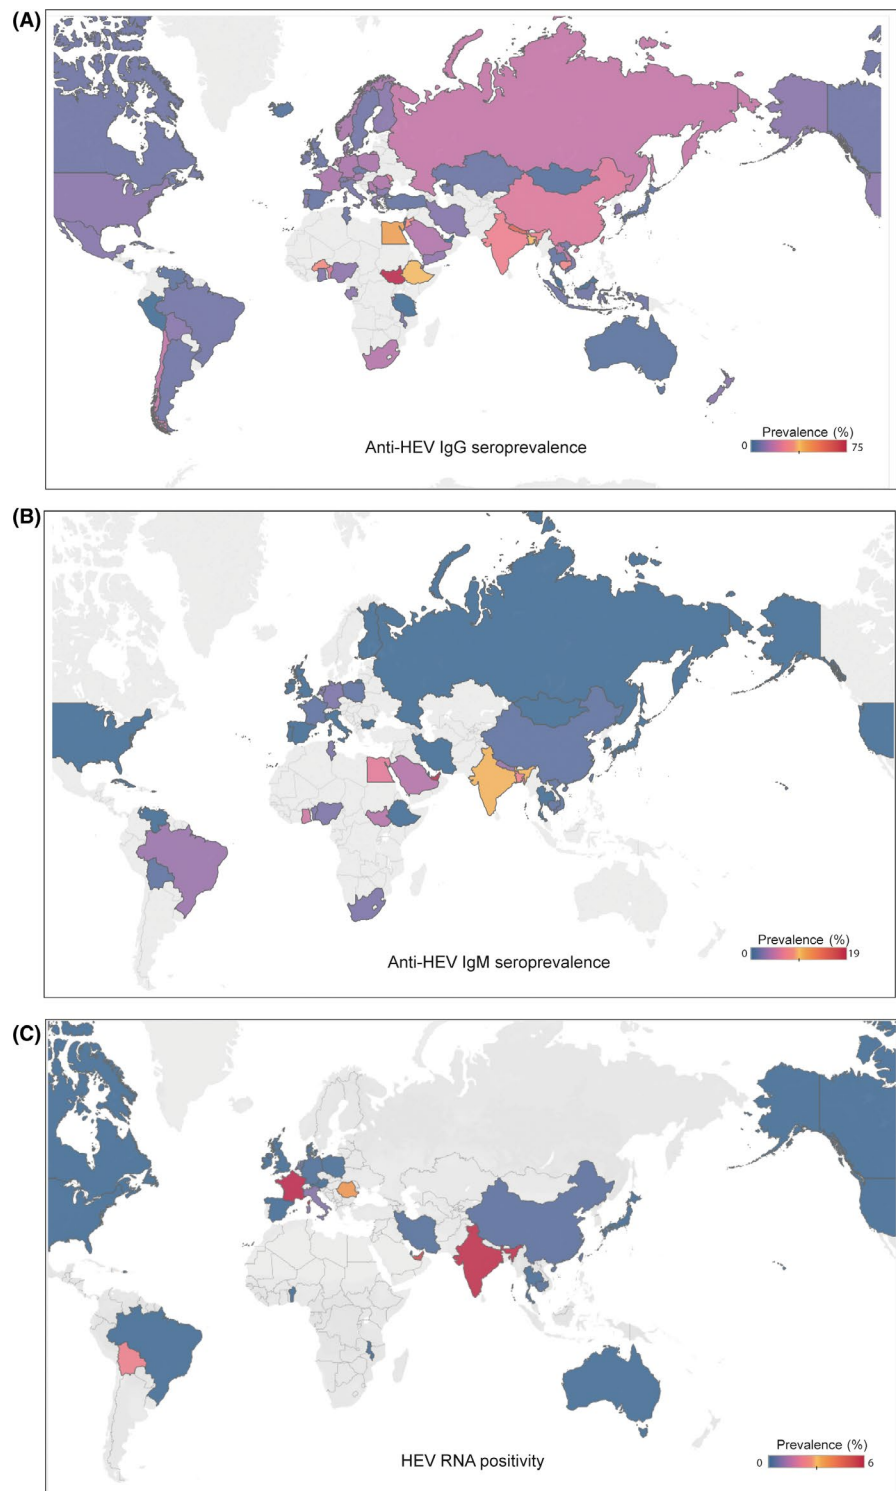 (A)
Anti-HEV IgG seroprevalence
Prevalence (%)
0 75
(B)
Anti-HEV IgM seroprevalence
Prevalence (%)
0 19
(C)
HEV RNA positivity
Prevalence (%)
0 6